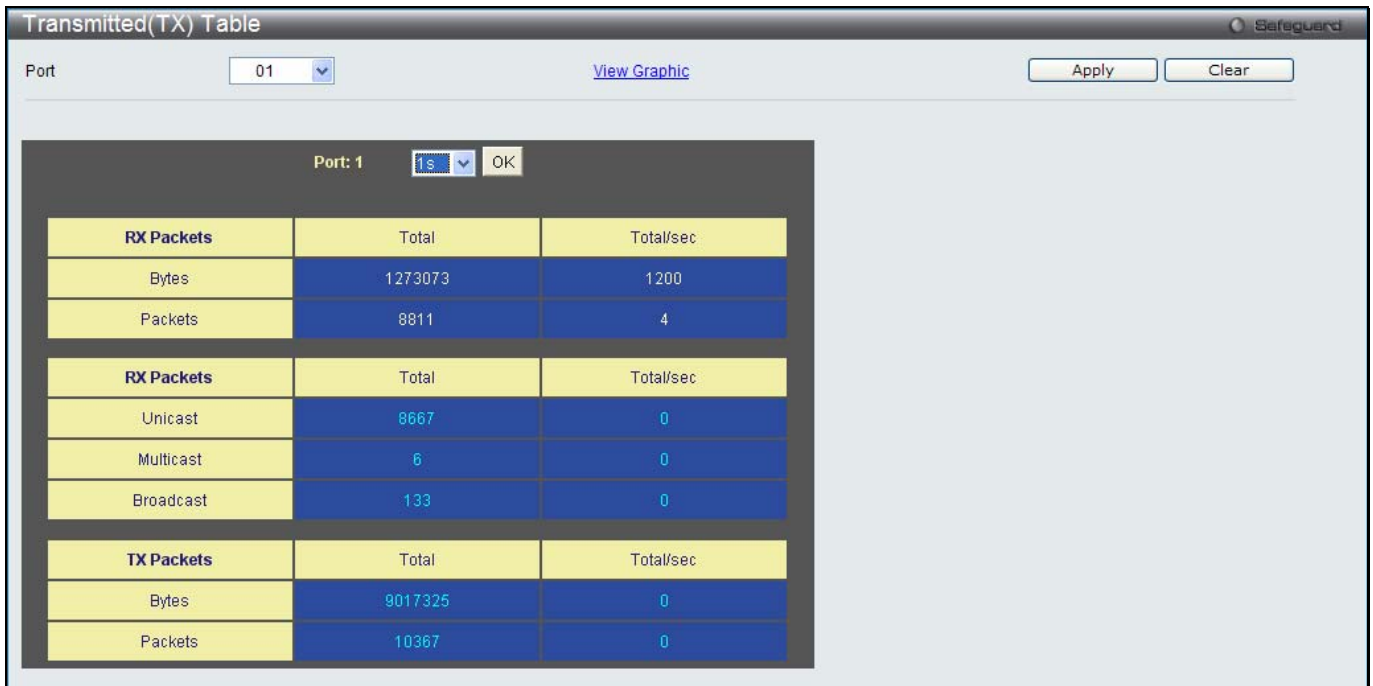 Transmitted(TX) Table Safeguard
Port 01 View Graphic Apply Clear
Port: 1 1s OK
RX Packets Total Total/sec
Bytes 1273073 1200
Packets 8811 4
RX Packets Total Total/sec
Unicast 8667 0
Multicast 6 0
Broadcast 133 0
TX Packets Total Total/sec
Bytes 9017325 0
Packets 10367 0